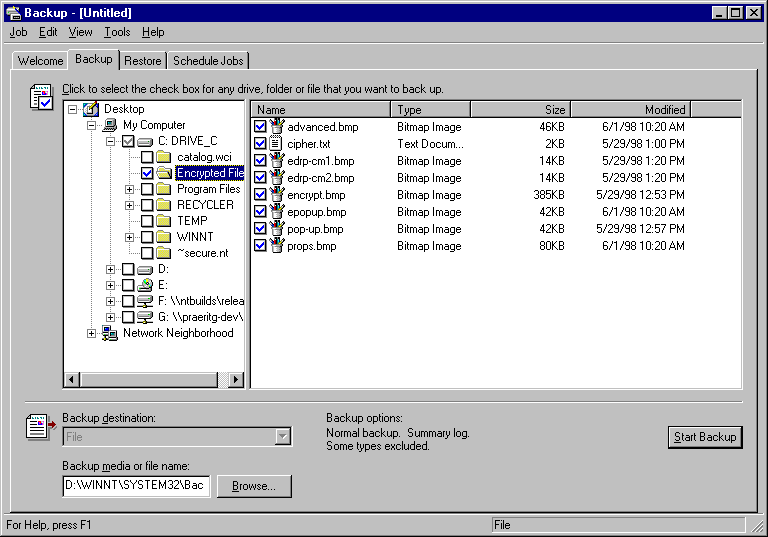 Backup - [Untitled]
Job Edit View Tools Help
Welcome Backup Restore Schedule Jobs
Click to select the check box for any drive, folder or file that you want to back up.
Desktop
My Computer
C: DRIVE_C
catalog.wci
Encrypted File
Program Files
RECYCLER
TEMP
WINNT
~secure.nt
D:
E:
F: \\ntbuilds\relea
G: \\praeritg-dev\
Network Neighborhood
Name Type Size Modified
advanced.bmp Bitmap Image 46KB 6/1/98 10:20 AM
cipher.txt Text Docum... 2KB 5/29/98 1:00 PM
edrp-cm1.bmp Bitmap Image 14KB 5/29/98 1:20 PM
edrp-cm2.bmp Bitmap Image 14KB 6/1/98 10:20 AM
encrypt.bmp Bitmap Image 385KB 5/29/98 12:53 PM
epopup.bmp Bitmap Image 42KB 6/1/98 10:20 AM
pop-up.bmp Bitmap Image 42KB 5/29/98 12:57 PM
props.bmp Bitmap Image 80KB 6/1/98 10:20 AM
Backup destination:
File
Backup media or file name:
D:\WINNT\SYSTEM32\Bac
Browse...
Backup options:
Normal backup. Summary log.
Some types excluded.
Start Backup
For Help, press F1
File